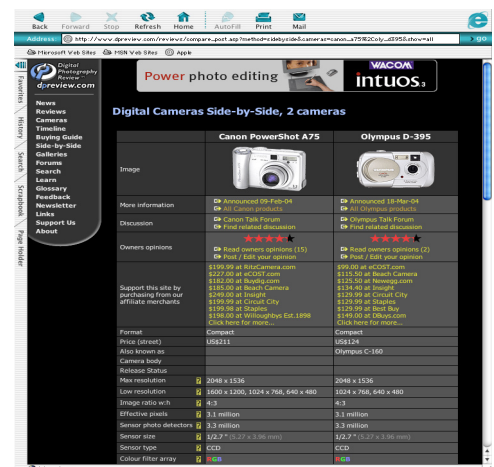 Back Forward Stop Refresh Home AutoFill Print Mail
Address: http://www.dpreview.com/reviews/compare_post.asp?method=sidebyside&cameras=canon_a75%2Coly_d395&show=all go
Microsoft Web Sites MSN Web Sites Apple
Favorites
History
Search
Scrapbook
Page Holder
Digital
Photography
Review
dpreview.com
Power photo editing
WACOM
intuos3
News
Reviews
Cameras
Timeline
Buying Guide
Side-by-Side
Galleries
Forums
Search
Learn
Glossary
Feedback
Newsletter
Links
Support Us
About
Digital Cameras Side-by-Side, 2 cameras
Canon PowerShot A75 Olympus D-395
Image
More information
Announced 09-Feb-04 Announced 18-Mar-04
All Canon products All Olympus products
Discussion
Canon Talk Forum Olympus Talk Forum
Find related discussion Find related discussion
Owners opinions
Read owners opinions (15) Read owners opinions (2)
Post / Edit your opinion Post / Edit your opinion
Support this site by
purchasing from our
affiliate merchants
$199.99 at RitzCamera.com $99.00 at eCOST.com
$227.00 at eCOST.com $115.50 at Beach Camera
$182.00 at Buydig.com $125.50 at Newegg.com
$185.00 at Beach Camera $134.40 at Insight
$249.00 at Insight $129.99 at Circuit City
$199.99 at Circuit City $129.99 at Staples
$199.98 at Staples $129.99 at Best Buy
$198.00 at Willoughbys Est.1898 $149.00 at DBuys.com
Click here for more... Click here for more...
Format Compact Compact
Price (street) US$211 US$124
Also known as Olympus C-160
Camera body
Release Status
Max resolution ? 2048 x 1536 2048 x 1536
Low resolution ? 1600 x 1200, 1024 x 768, 640 x 480 1024 x 768, 640 x 480
Image ratio w:h ? 4:3 4:3
Effective pixels ? 3.1 million 3.1 million
Sensor photo detectors ? 3.3 million 3.3 million
Sensor size ? 1/2.7 " (5.27 x 3.96 mm) 1/2.7 " (5.27 x 3.96 mm)
Sensor type ? CCD CCD
Colour filter array ? RGB RGB